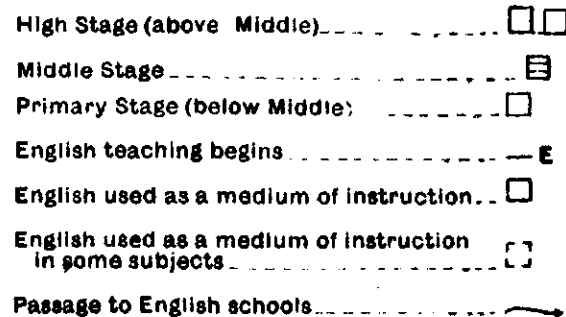 High Stage (above Middle)
Middle Stage
Primary Stage (below Middle)
English teaching begins — E
English used as a medium of instruction..
English used as a medium of instruction
in some subjects
Passage to English schools